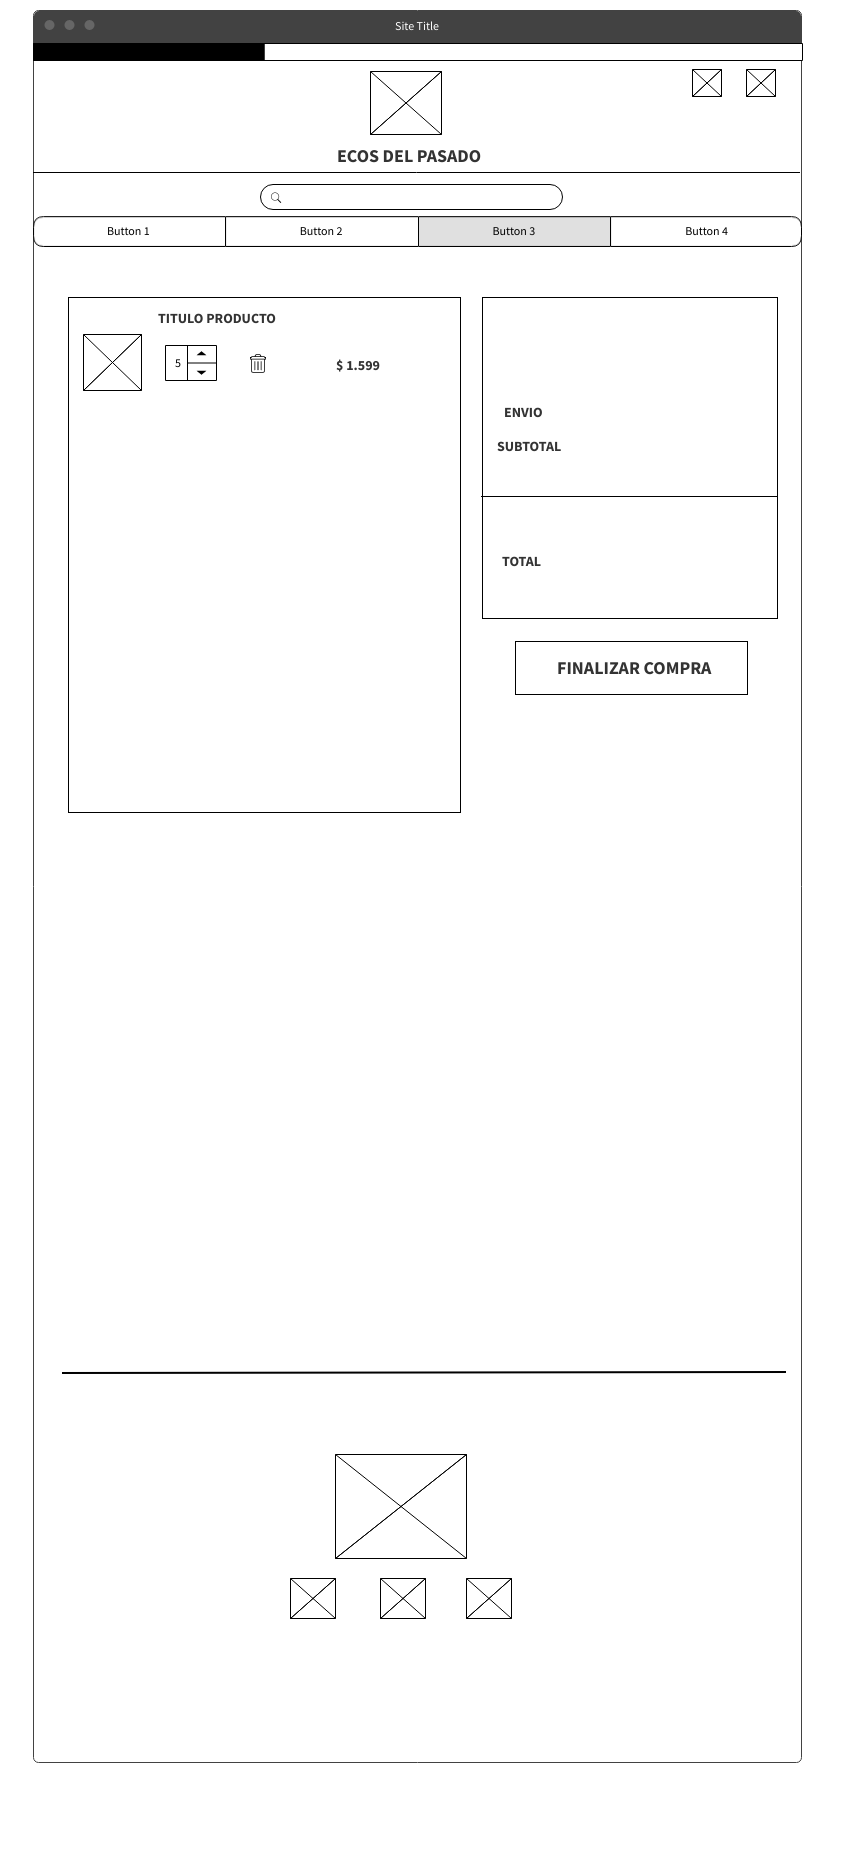 Site Title
ECOS DEL PASADO
Button 1
Button 2
Button 3
Button 4
TITULO PRODUCTO
5
$ 1.599
ENVIO
SUBTOTAL
TOTAL
FINALIZAR COMPRA